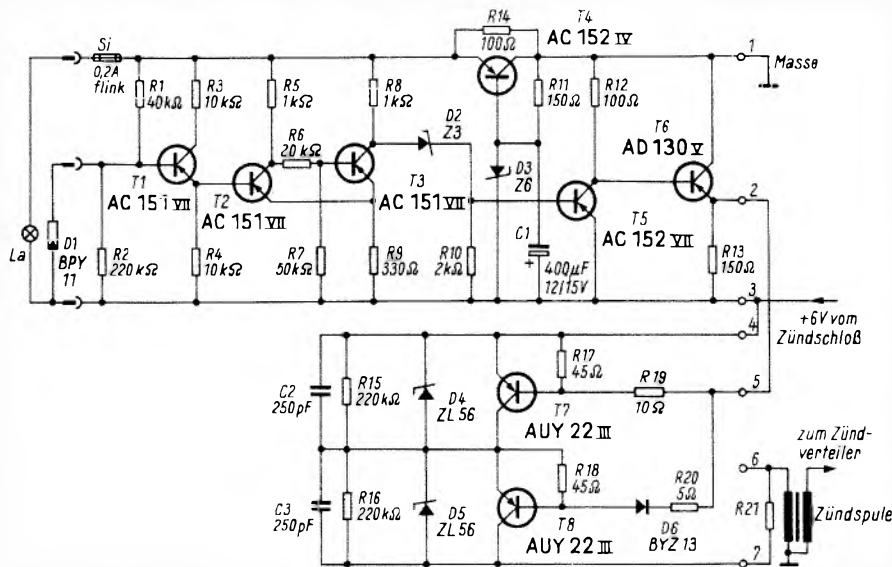 Si
0,2A
flink
R1
40kΩ
R3
10kΩ
R5
1kΩ
R6
20 kΩ
R8
1kΩ
D2
Z3
R14
100Ω
T4
AC 152 IV
R11
150Ω
R12
100Ω
1
Masse
T1
AC 151 VII
T2
AC 151 VII
T3
AC 151 VII
D3
Z6
T6
AD 130 V
T5
AC 152 VII
2
La
D1
BPY
11
R2
220kΩ
R4
10kΩ
R7
50kΩ
R9
330Ω
R10
2kΩ
C1
+
400µF
12/15V
R13
150Ω
3
+6V vom
Zündschloß
4
C2
250pF
R15
220kΩ
D4
ZL 56
R17
45Ω
R19
10Ω
T7
AUY 22 III
5
zum Zünd-
verteiler
6
C3
250pF
R16
220kΩ
D5
ZL 56
R18
45Ω
R20
5Ω
T8
AUY 22 III
D6
BYZ 13
R21
Zündspule
7